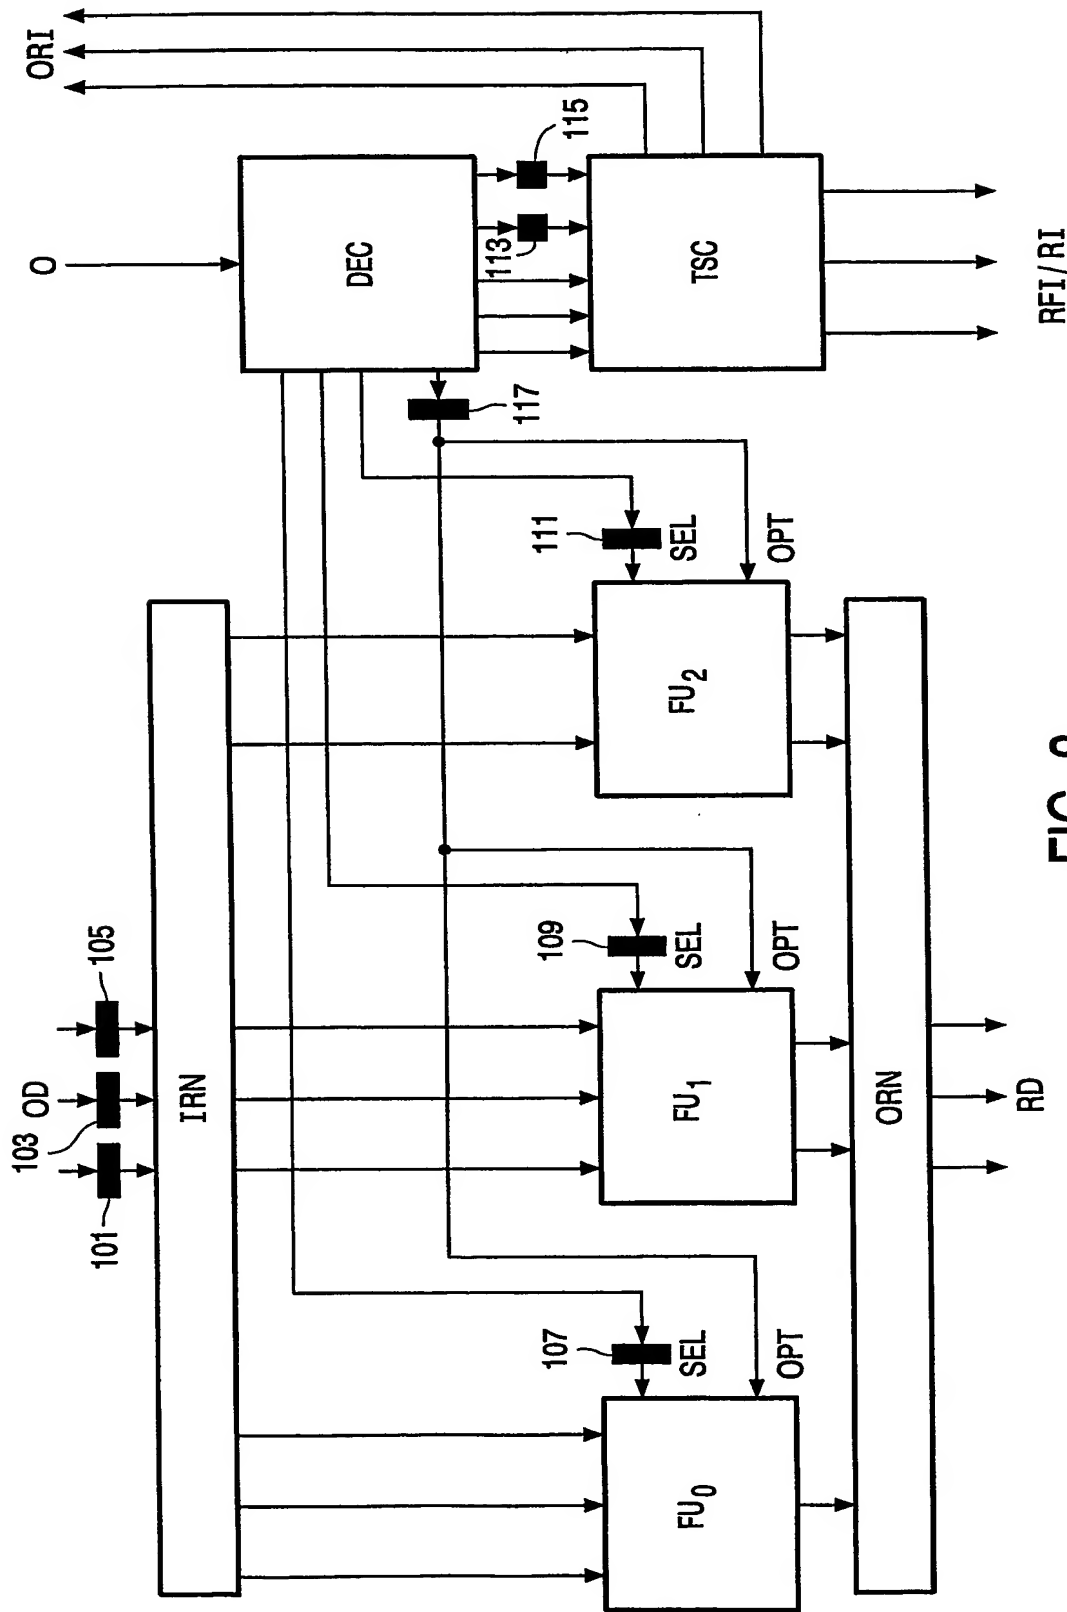 ORI
O
115
113
DEC
TSC
RFI/RI
117
111
SEL
OPT
FU2
105
OD
103
101
IRN
109
SEL
OPT
FU1
ORN
RD
107
SEL
OPT
FU0
FIG.